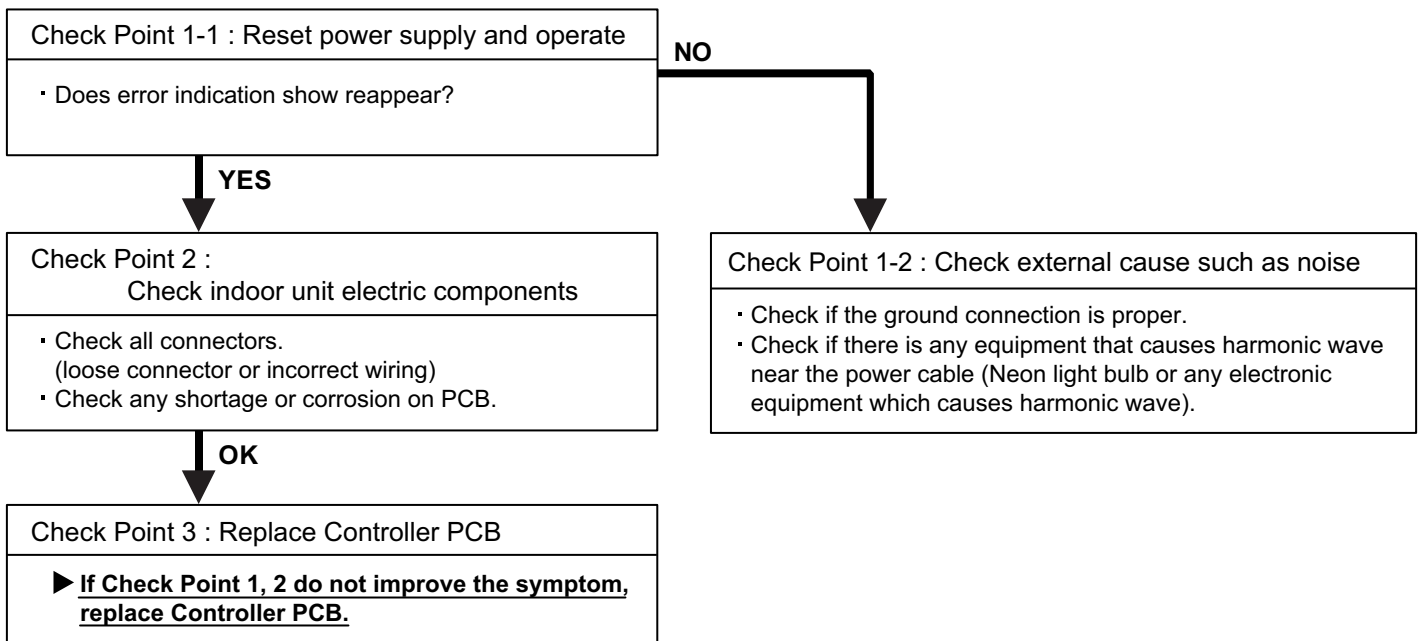 Check Point 1-1 : Reset power supply and operate
・Does error indication show reappear?
NO
YES
Check Point 2 :
Check indoor unit electric components
・Check all connectors.
(loose connector or incorrect wiring)
・Check any shortage or corrosion on PCB.
Check Point 1-2 : Check external cause such as noise
・Check if the ground connection is proper.
・Check if there is any equipment that causes harmonic wave
near the power cable (Neon light bulb or any electronic
equipment which causes harmonic wave).
OK
Check Point 3 : Replace Controller PCB
▶ If Check Point 1, 2 do not improve the symptom,
replace Controller PCB.